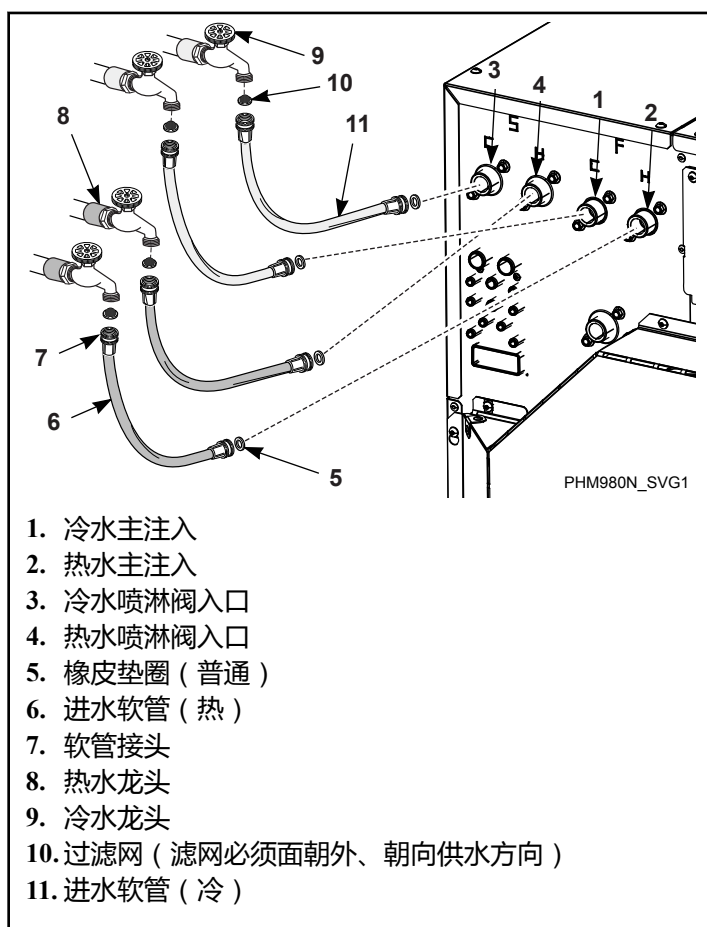 9
10
8
11
3
4
1
2
C
S
H
C
F
H
7
6
5
PHM980N_SVG1
1. 冷水主注入
2. 热水主注入
3. 冷水喷淋阀入口
4. 热水喷淋阀入口
5. 橡皮垫圈（普通）
6. 进水软管（热）
7. 软管接头
8. 热水龙头
9. 冷水龙头
10. 过滤网（滤网必须面朝外、朝向供水方向）
11. 进水软管（冷）